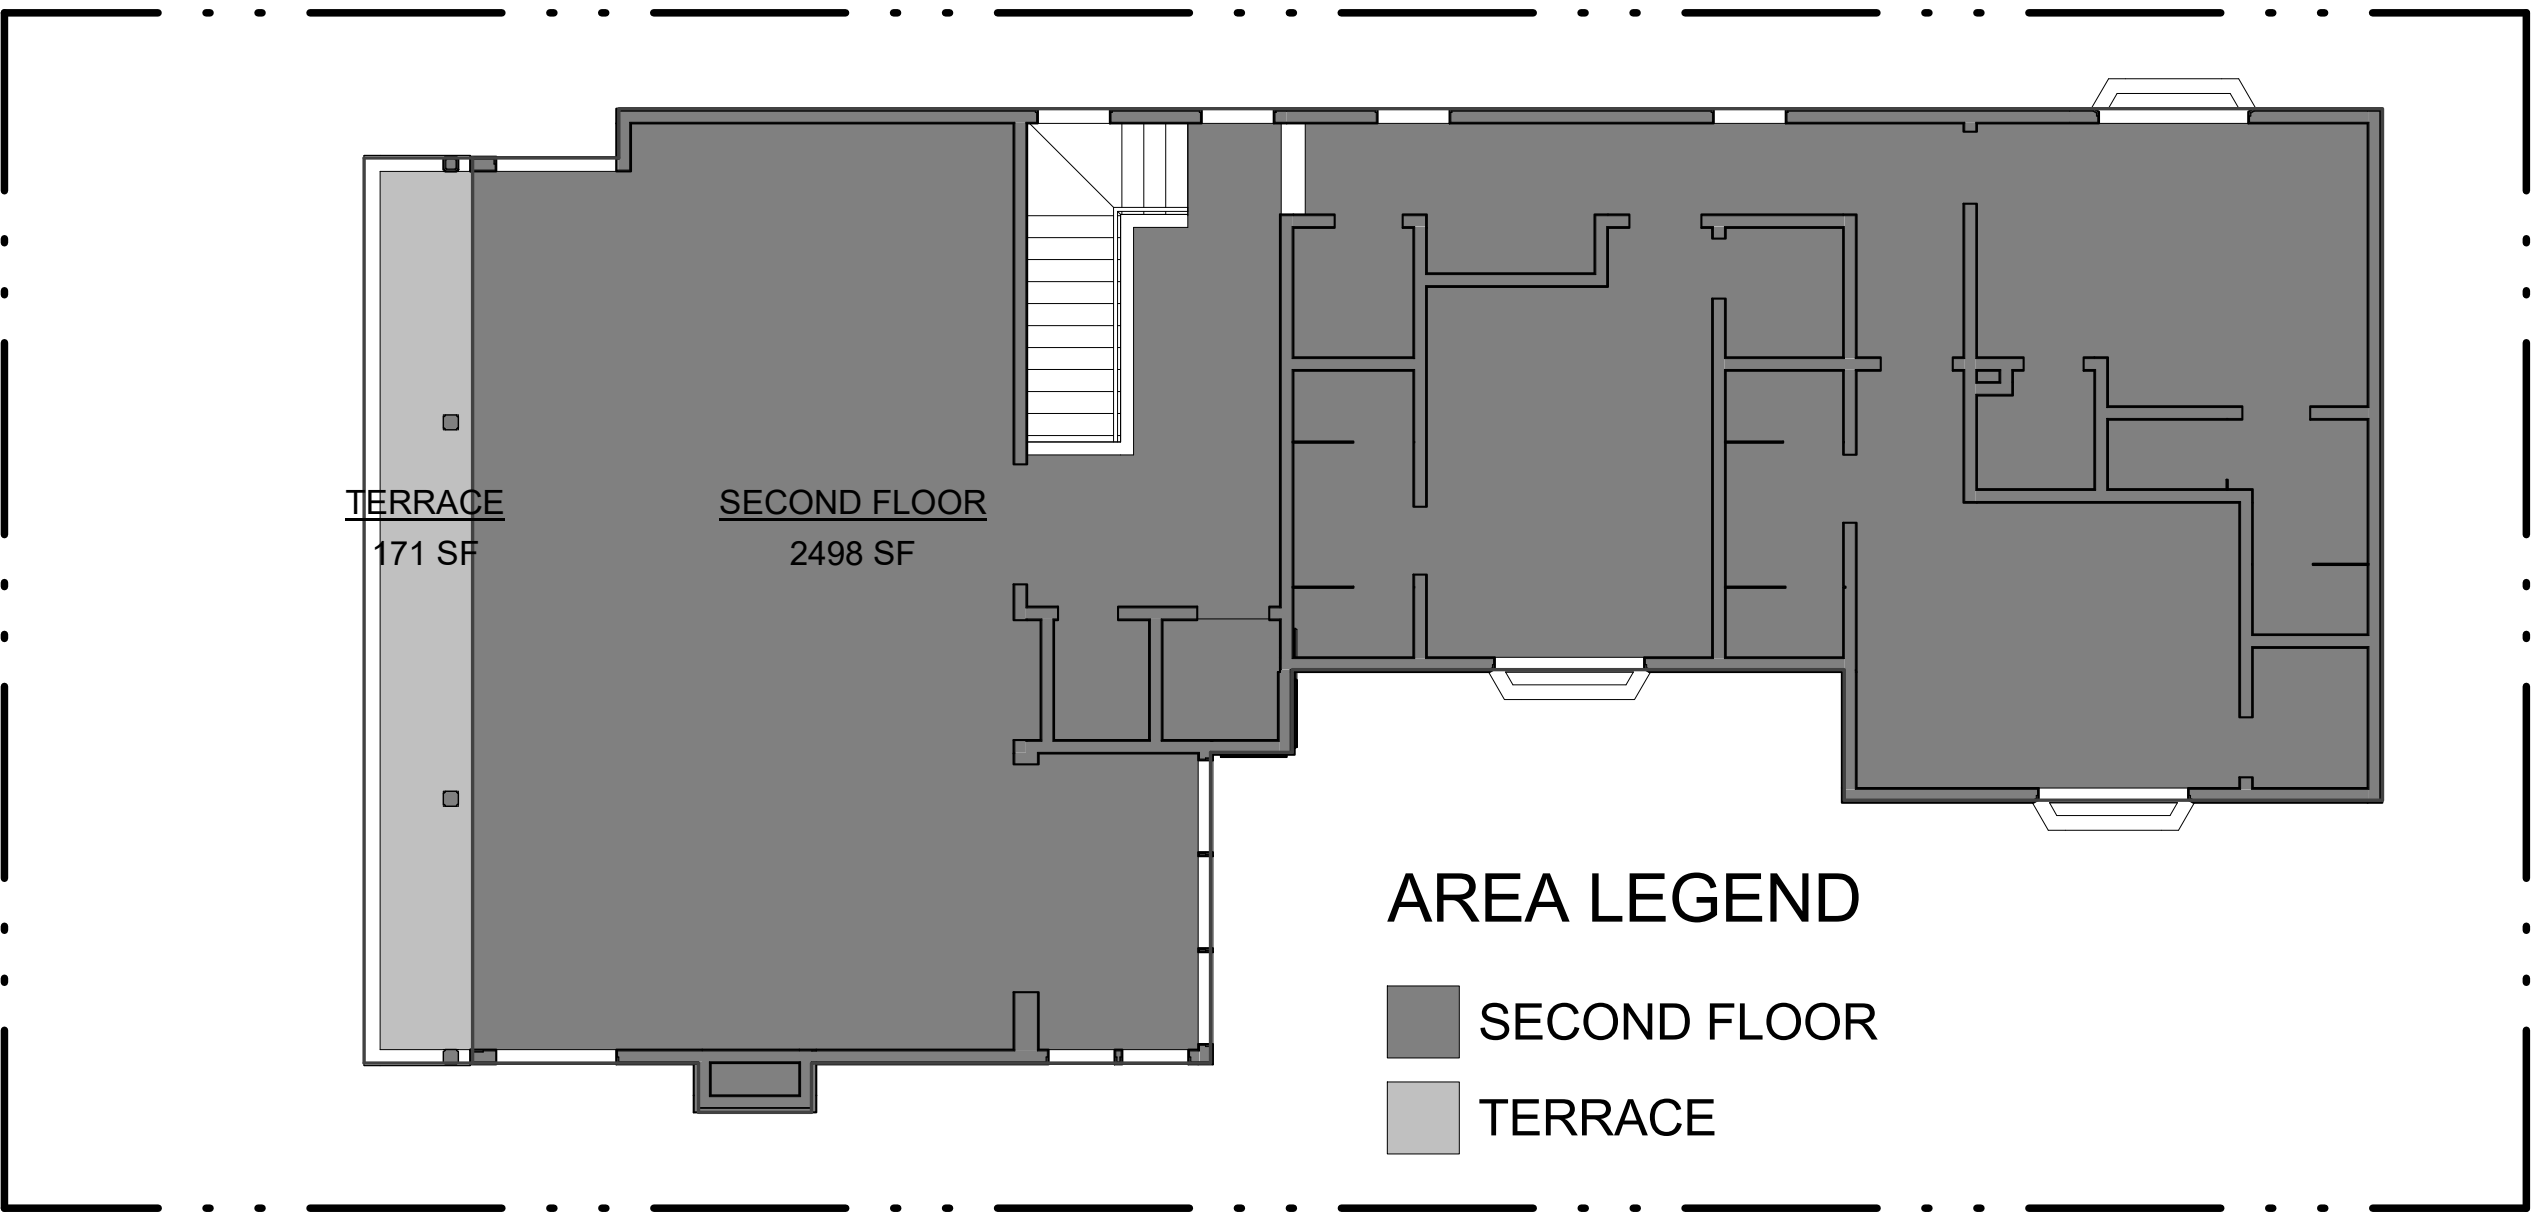 TERRACE
171 SF
SECOND FLOOR
2498 SF
AREA LEGEND
SECOND FLOOR
TERRACE